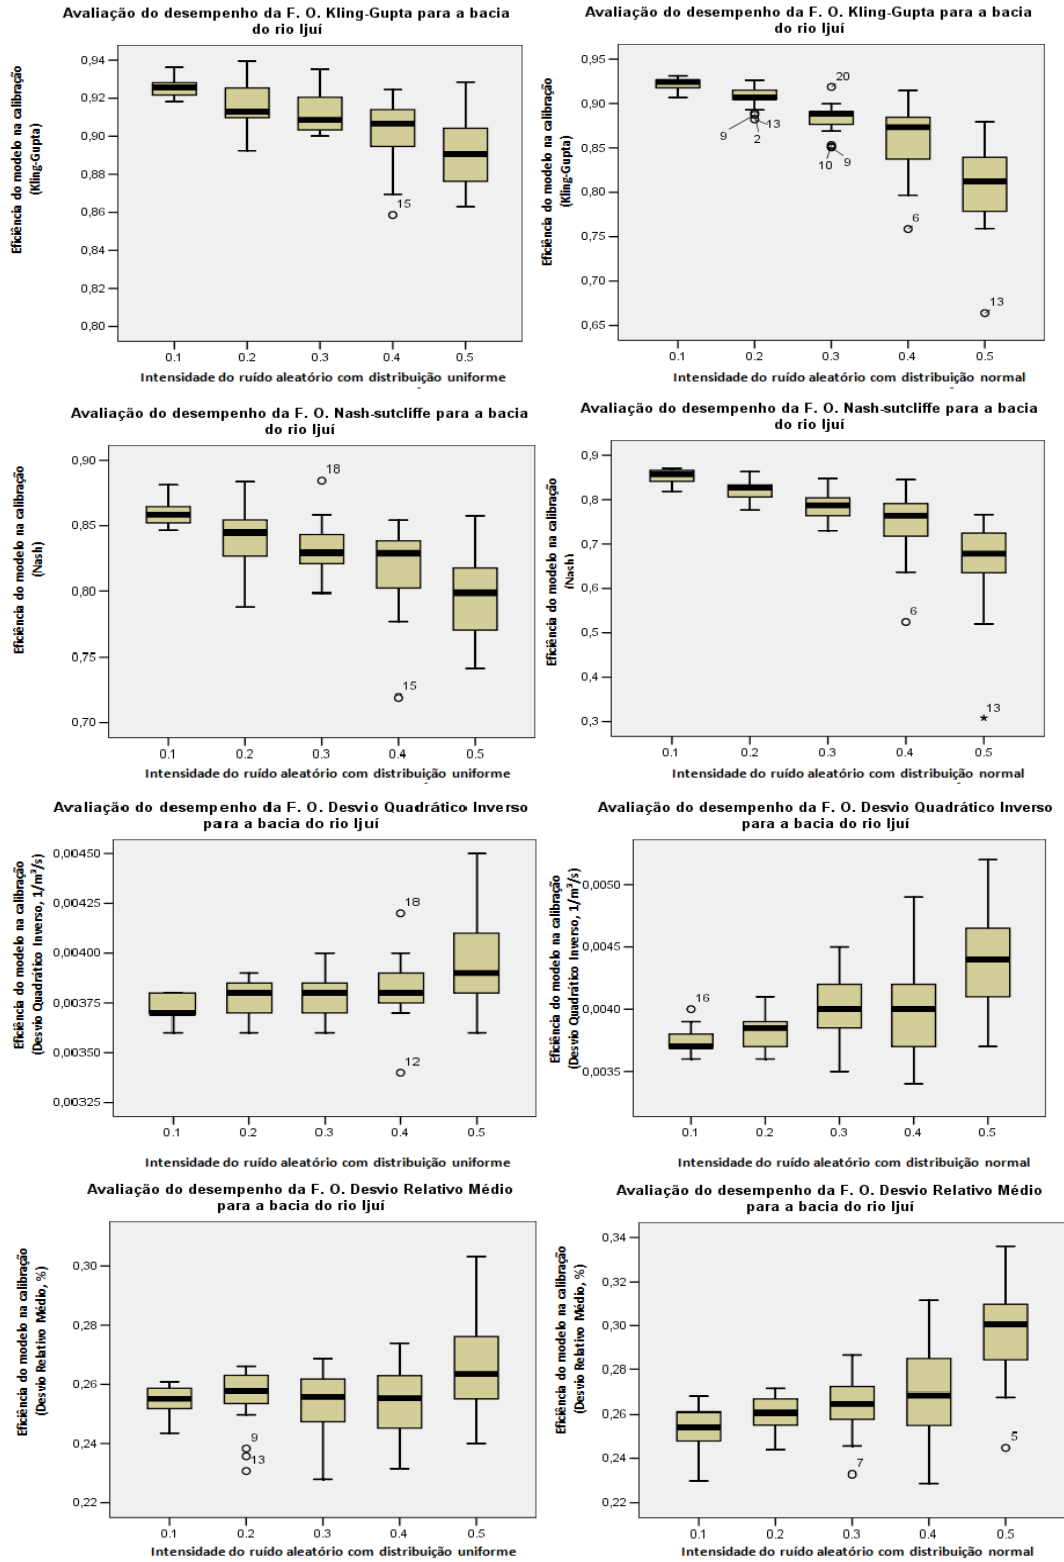 Avaliação do desempenho da F. O. Kling-Gupta para a bacia
do rio Ijuí
Eficiência do modelo na calibração
(Kling-Gupta)
0,94
0,92
0,90
0,88
0,86
0,84
0,82
0,80
15
0.1 0.2 0.3 0.4 0.5
Intensidade do ruído aleatório com distribuição uniforme
Avaliação do desempenho da F. O. Kling-Gupta para a bacia
do rio Ijuí
Eficiência do modelo na calibração
(Kling-Gupta)
0,95
0,90
0,85
0,80
0,75
0,70
0,65
9
13
2
20
10
9
6
13
0.1 0.2 0.3 0.4 0.5
Intensidade do ruído aleatório com distribuição normal
Avaliação do desempenho da F. O. Nash-sutcliffe para a bacia
do rio Ijuí
Eficiência do modelo na calibração
(Nash)
0,90
0,85
0,80
0,75
0,70
18
15
0.1 0.2 0.3 0.4 0.5
Intensidade do ruído aleatório com distribuição uniforme
Avaliação do desempenho da F. O. Nash-sutcliffe para a bacia
do rio Ijuí
Eficiência do modelo na calibração
(Nash)
0,9
0,8
0,7
0,6
0,5
0,4
0,3
6
13
0.1 0.2 0.3 0.4 0.5
Intensidade do ruído aleatório com distribuição normal
Avaliação do desempenho da F. O. Desvio Quadrático Inverso
para a bacia do rio Ijuí
Eficiência do modelo na calibração
(Desvio Quadrático Inverso, 1/m³/s)
0,00450
0,00425
0,00400
0,00375
0,00350
0,00325
18
12
0.1 0.2 0.3 0.4 0.5
Intensidade do ruído aleatório com distribuição uniforme
Avaliação do desempenho da F. O. Desvio Quadrático Inverso
para a bacia do rio Ijuí
Eficiência do modelo na calibração
(Desvio Quadrático Inverso, 1/m³/s)
0,0050
0,0045
0,0040
0,0035
16
0.1 0.2 0.3 0.4 0.5
Intensidade do ruído aleatório com distribuição normal
Avaliação do desempenho da F. O. Desvio Relativo Médio
para a bacia do rio Ijuí
Eficiência do modelo na calibração
(Desvio Relativo Médio, %)
0,30
0,28
0,26
0,24
0,22
9
13
0.1 0.2 0.3 0.4 0.5
Intensidade do ruído aleatório com distribuição uniforme
Avaliação do desempenho da F. O. Desvio Relativo Médio
para a bacia do rio Ijuí
Eficiência do modelo na calibração
(Desvio Relativo Médio, %)
0,34
0,32
0,30
0,28
0,26
0,24
0,22
7
5
0.1 0.2 0.3 0.4 0.5
Intensidade do ruído aleatório com distribuição normal